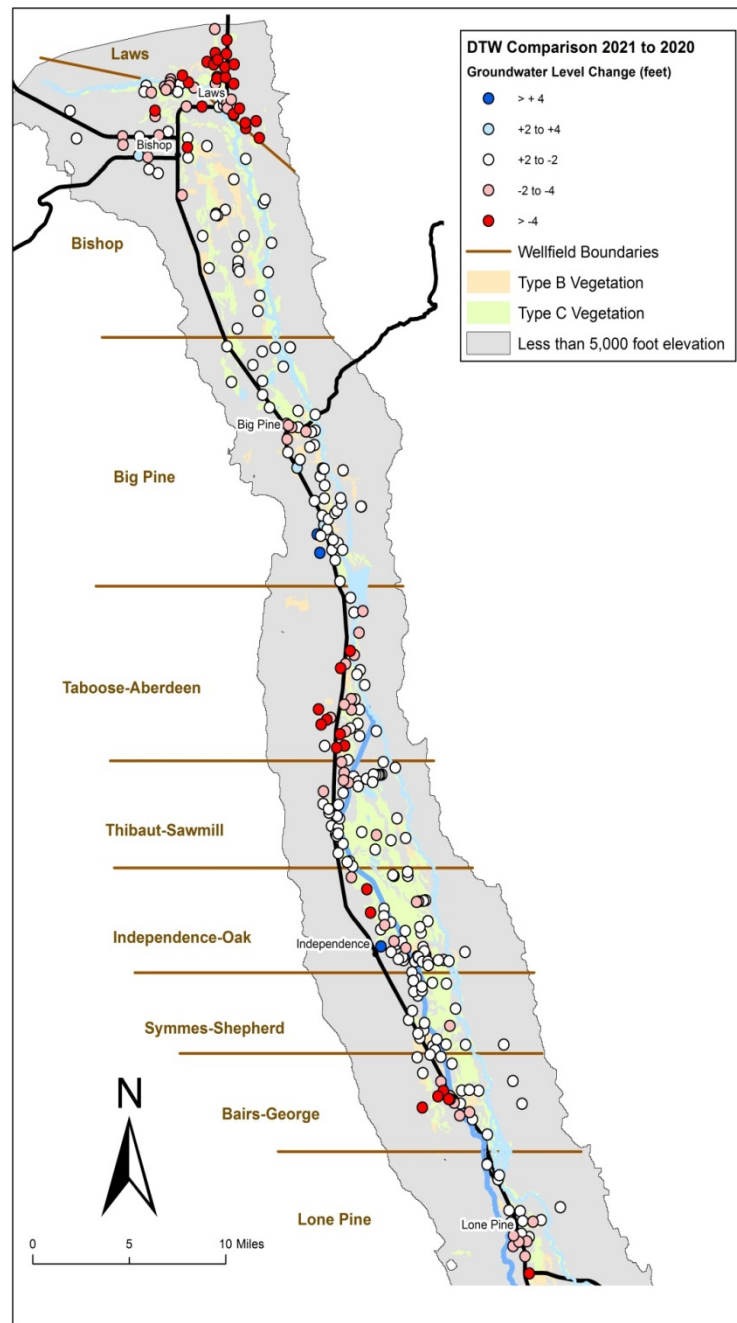 DTW Comparison 2021 to 2020
Groundwater Level Change (feet)
> + 4
+2 to +4
+2 to -2
-2 to -4
> -4
Wellfield Boundaries
Type B Vegetation
Type C Vegetation
Less than 5,000 foot elevation
Laws
Laws
Bishop
Bishop
Big Pine
Big Pine
Taboose-Aberdeen
Thibaut-Sawmill
Independence-Oak
Independence
Symmes-Shepherd
Bairs-George
N
Lone Pine
Lone Pine
0 5 10 Miles